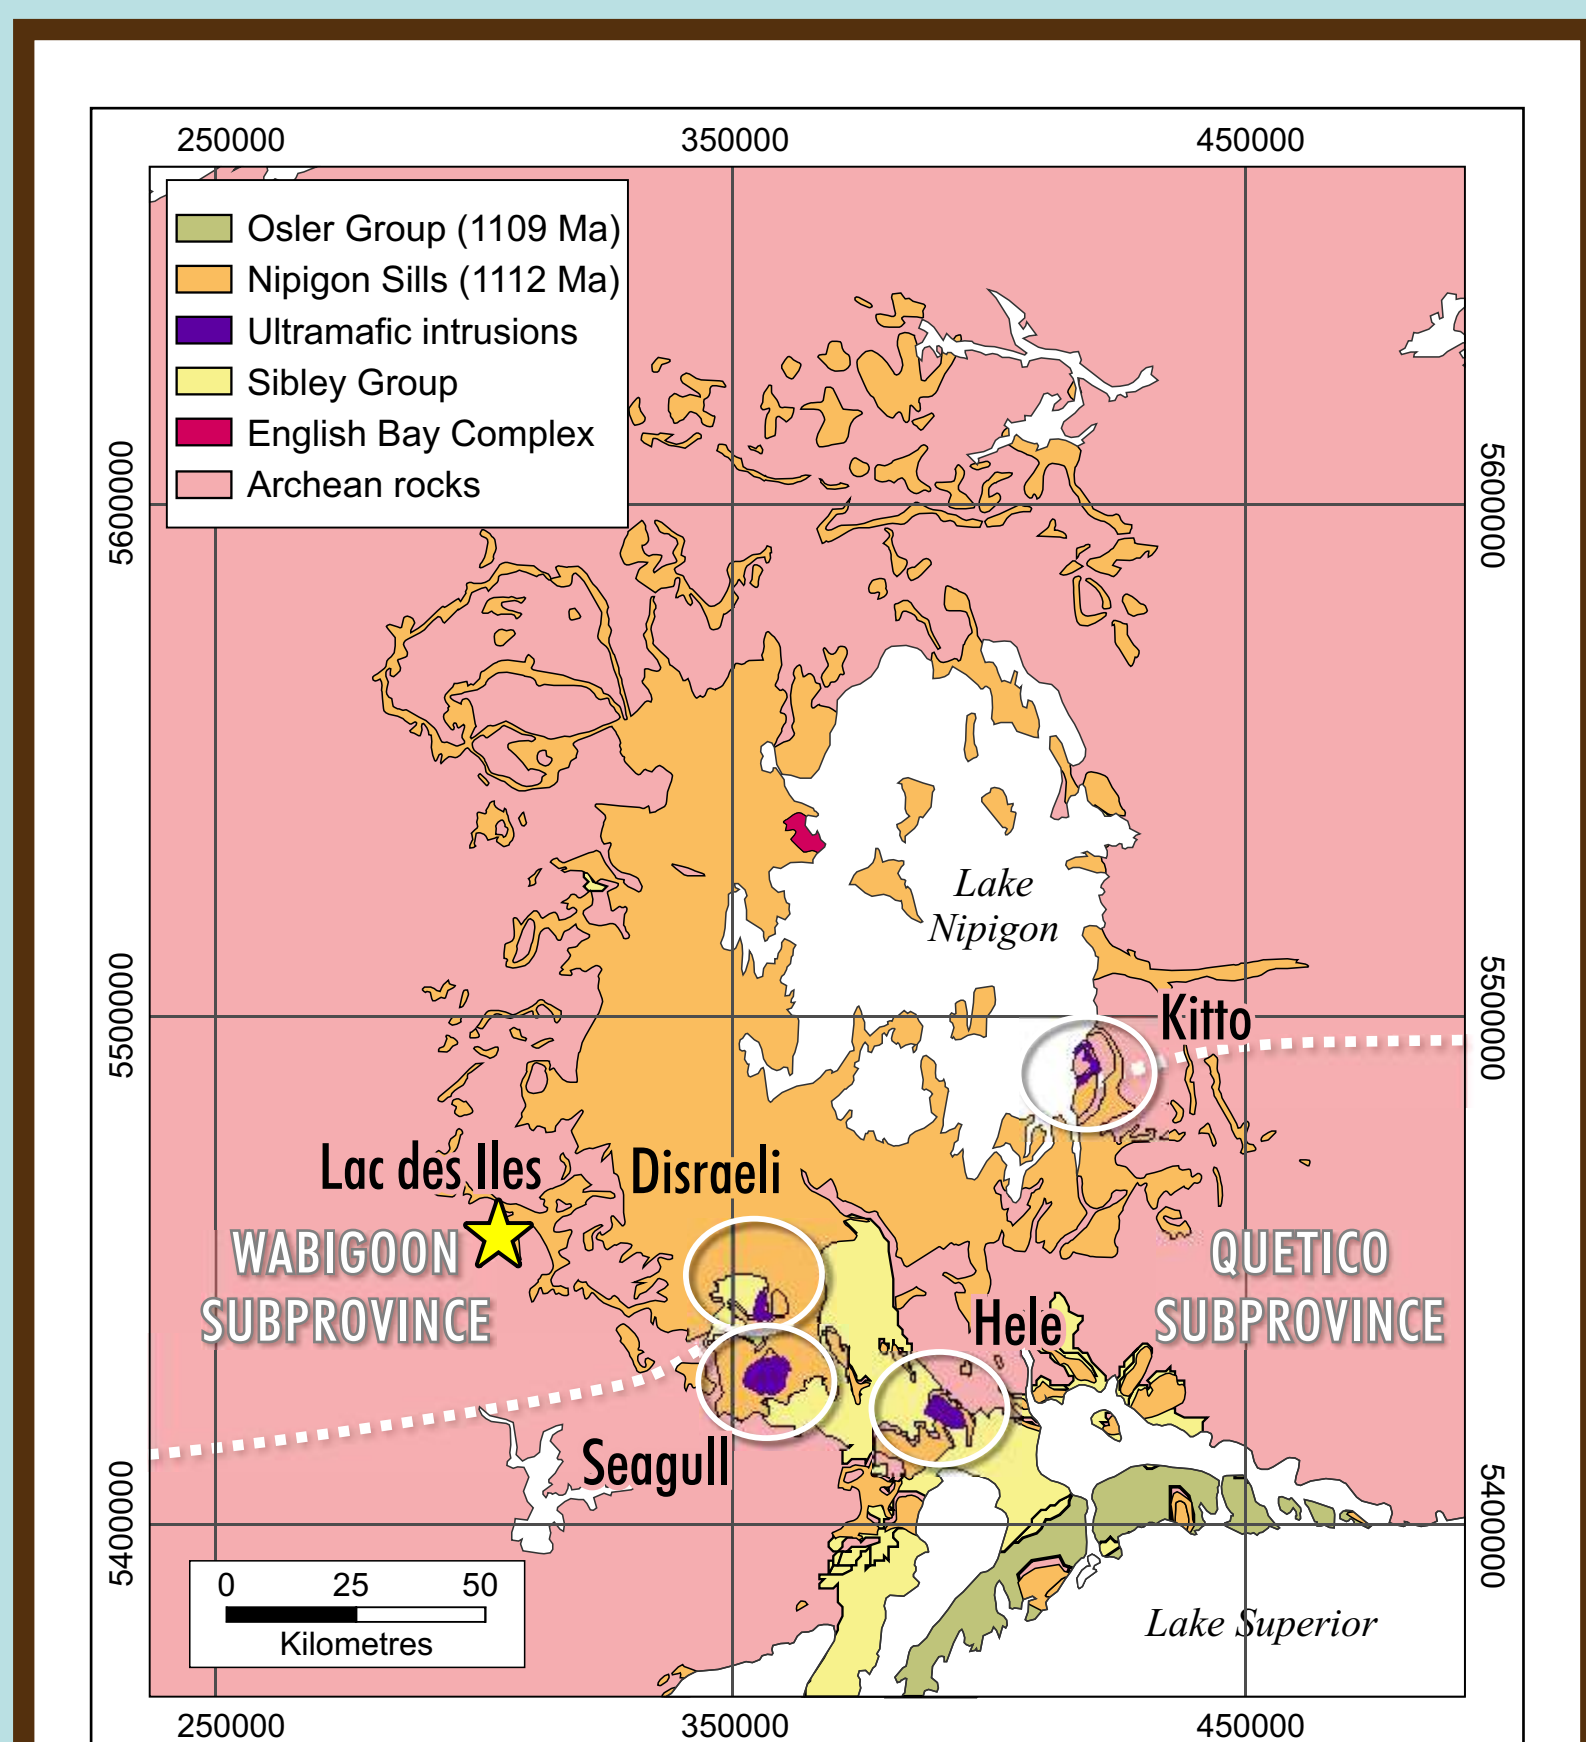 250000 350000 450000
Osler Group (1109 Ma)
Nipigon Sills (1112 Ma)
Ultramafic intrusions
Sibley Group
English Bay Complex
Archean rocks
5600000 5600000
Lake
Nipigon
5500000 5500000
Kitto
Lac des Iles
Disraeli
WABIGOON
SUBPROVINCE
QUETICO
SUBPROVINCE
Hele
Seagull
5400000 5400000
0 25 50
Kilometres
Lake Superior
250000 350000 450000